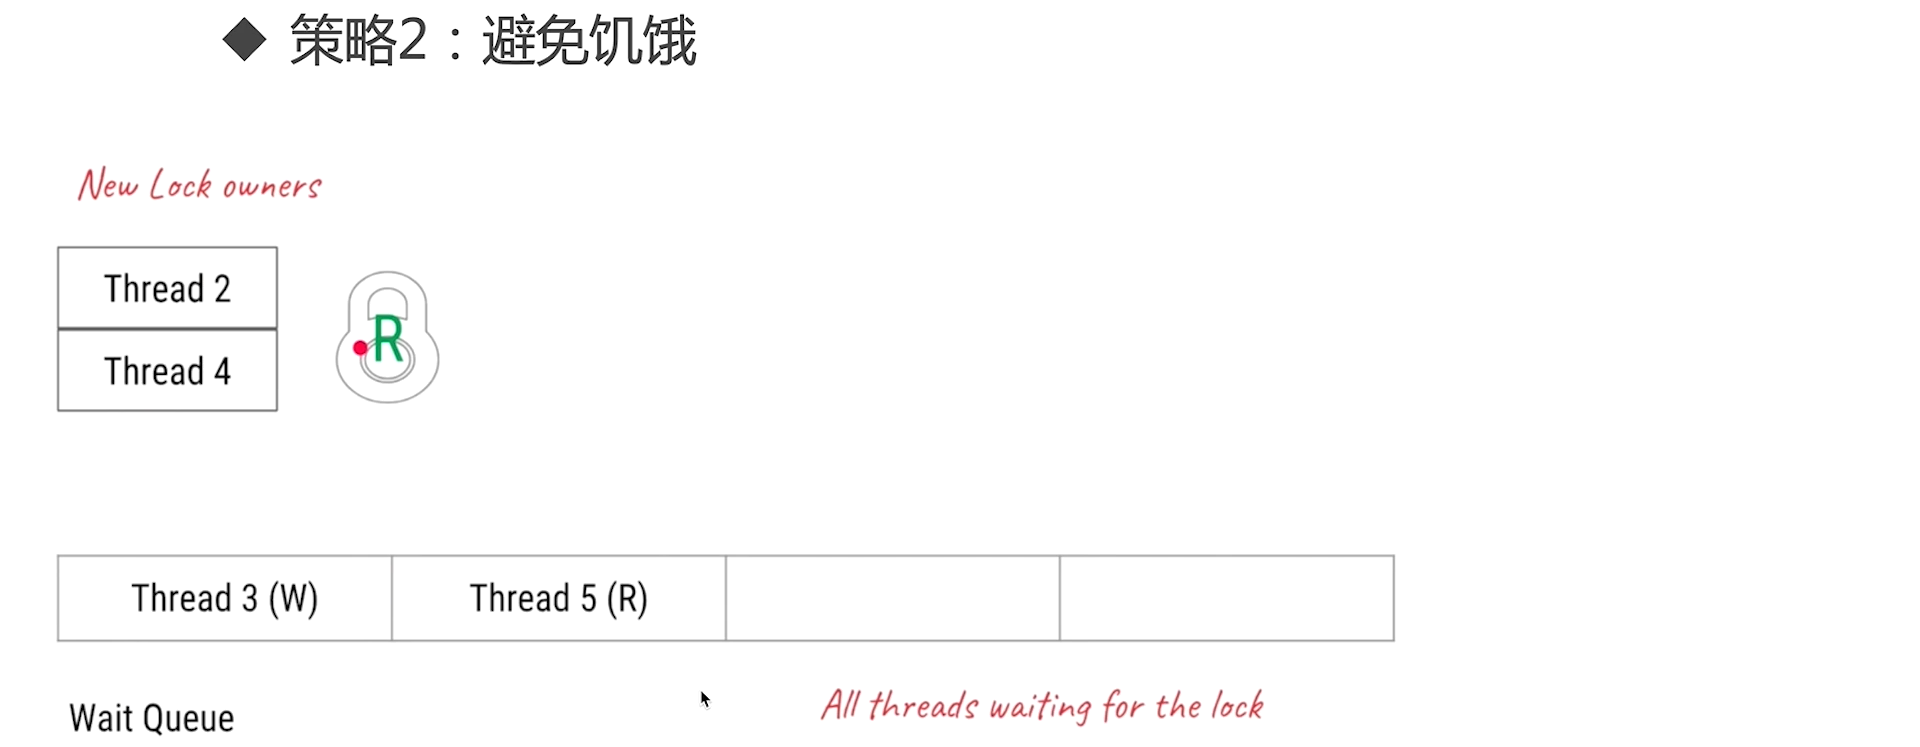 ◆ 策略2：避免饥饿
New Lock owners
Thread 2
R
Thread 4
Thread 3 (W) Thread 5 (R)
All threads waiting for the lock
Wait Queue